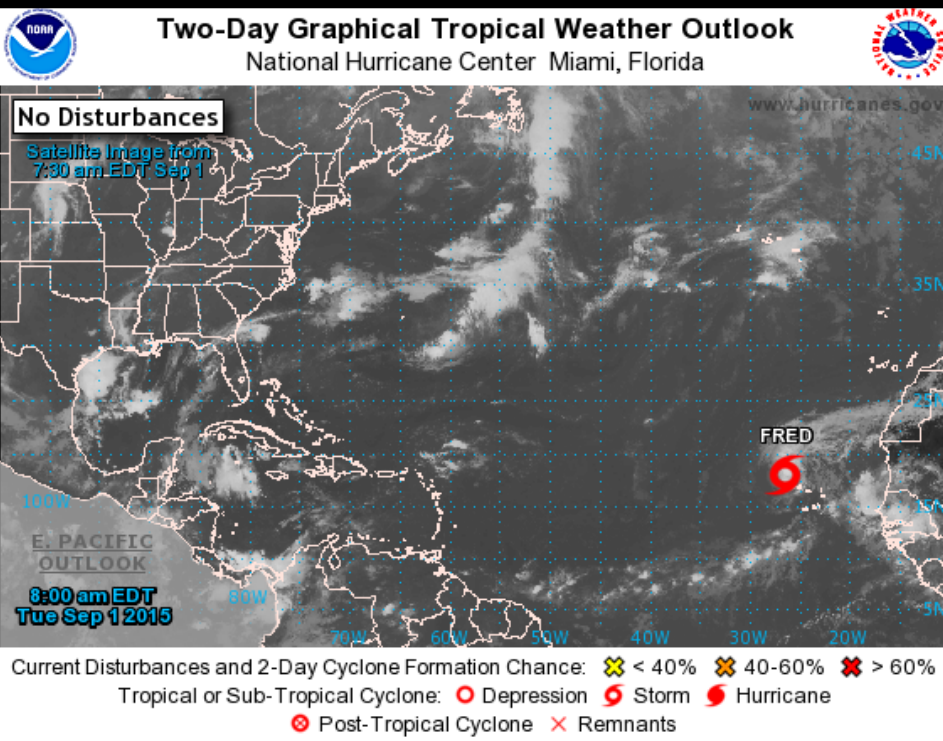 NOAA
Two-Day Graphical Tropical Weather Outlook
National Hurricane Center Miami, Florida
www.hurricanes.gov
No Disturbances
Satellite Image from
7:30 am EDT Sep 1
45N
35N
25N
FRED
100W
15N
E. PACIFIC
OUTLOOK
8:00 am EDT
Tue Sep 1 2015
80W
5N
70W 60W 50W 40W 30W 20W
Current Disturbances and 2-Day Cyclone Formation Chance: < 40% 40-60% > 60%
Tropical or Sub-Tropical Cyclone: Depression Storm Hurricane
Post-Tropical Cyclone Remnants